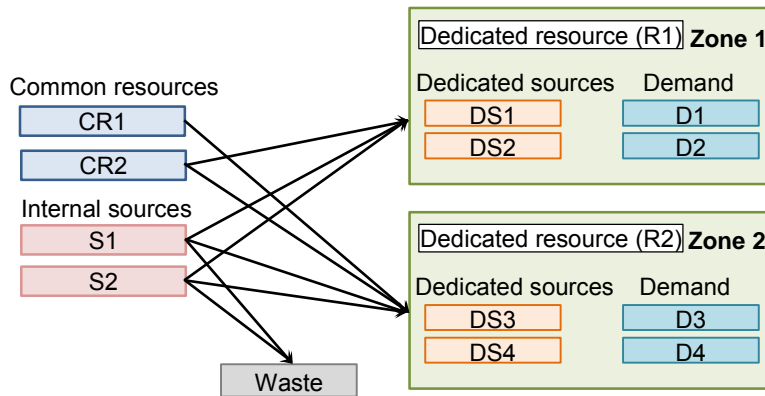 Common resources
CR1
CR2
Internal sources
S1
S2
Waste
Dedicated resource (R1) Zone 1
Dedicated sources Demand
DS1 D1
DS2 D2
Dedicated resource (R2) Zone 2
Dedicated sources Demand
DS3 D3
DS4 D4